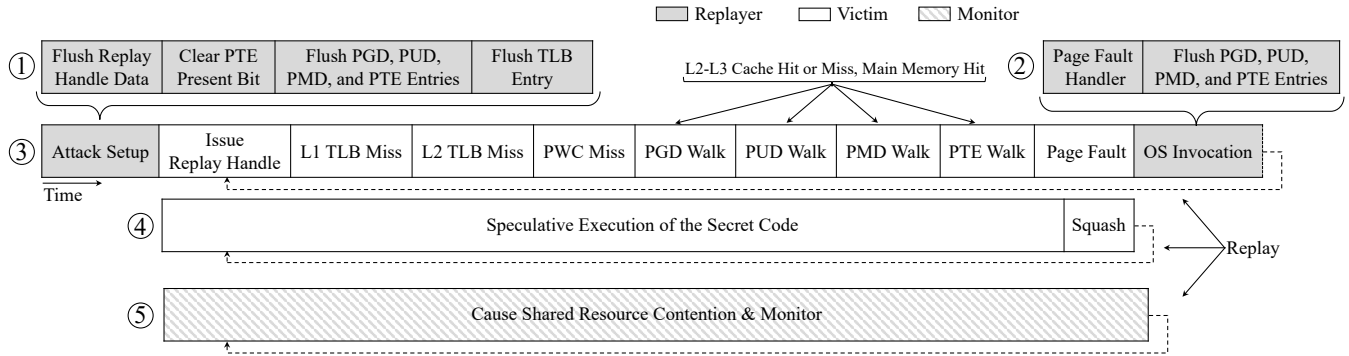 Replayer
Victim
Monitor
①
Flush Replay
Handle Data
Clear PTE
Present Bit
Flush PGD, PUD,
PMD, and PTE Entries
Flush TLB
Entry
L2-L3 Cache Hit or Miss, Main Memory Hit
②
Page Fault
Handler
Flush PGD, PUD,
PMD, and PTE Entries
③
Attack Setup
Issue
Replay Handle
L1 TLB Miss
L2 TLB Miss
PWC Miss
PGD Walk
PUD Walk
PMD Walk
PTE Walk
Page Fault
OS Invocation
Time
④
Speculative Execution of the Secret Code
Squash
Replay
⑤
Cause Shared Resource Contention & Monitor